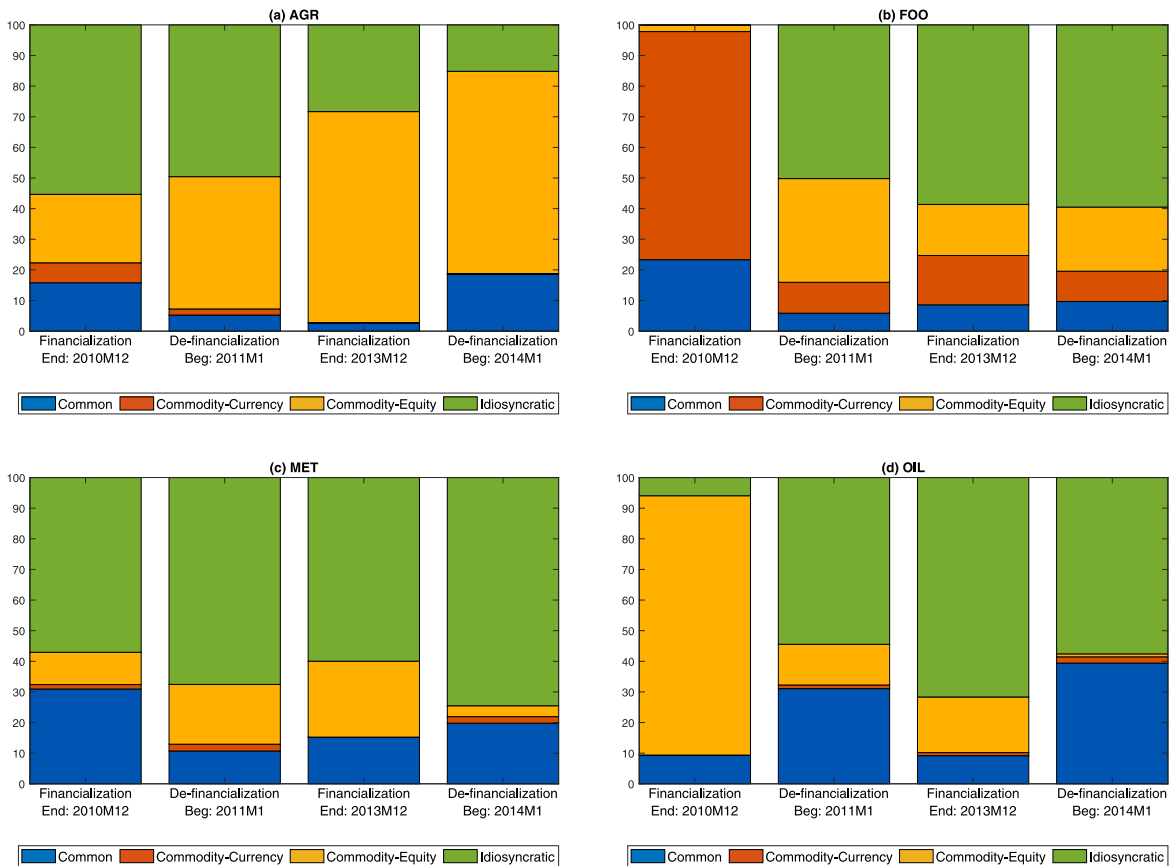 (a) AGR
100
90
80
70
60
50
40
30
20
10
0
Financialization De-financialization Financialization De-financialization
End: 2010M12 Beg: 2011M1 End: 2013M12 Beg: 2014M1
Common Commodity-Currency Commodity-Equity Idiosyncratic
(b) FOO
100
90
80
70
60
50
40
30
20
10
0
Financialization De-financialization Financialization De-financialization
End: 2010M12 Beg: 2011M1 End: 2013M12 Beg: 2014M1
Common Commodity-Currency Commodity-Equity Idiosyncratic
(c) MET
100
90
80
70
60
50
40
30
20
10
0
Financialization De-financialization Financialization De-financialization
End: 2010M12 Beg: 2011M1 End: 2013M12 Beg: 2014M1
Common Commodity-Currency Commodity-Equity Idiosyncratic
(d) OIL
100
90
80
70
60
50
40
30
20
10
0
Financialization De-financialization Financialization De-financialization
End: 2010M12 Beg: 2011M1 End: 2013M12 Beg: 2014M1
Common Commodity-Currency Commodity-Equity Idiosyncratic